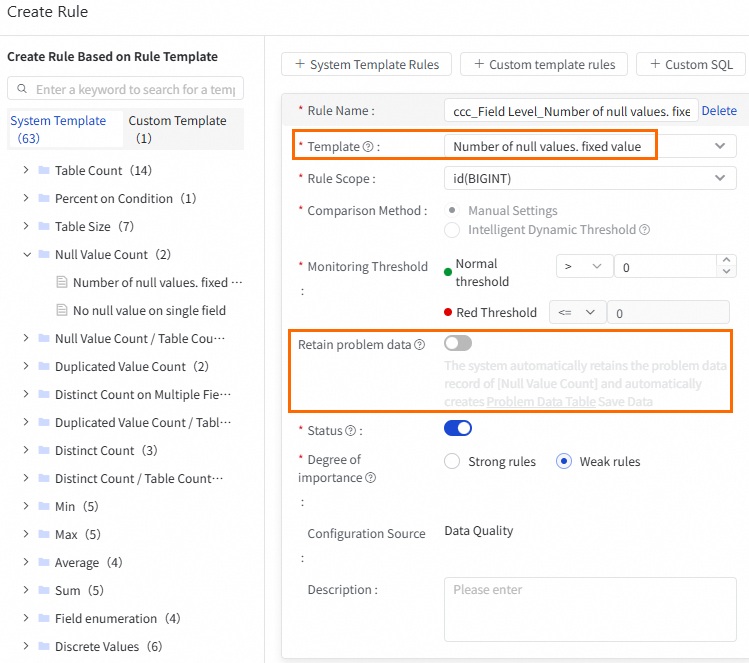 Create Rule
Create Rule Based on Rule Template
Enter a keyword to search for a temp
System Template
(63)
Custom Template
(1)
Table Count (14)
Percent on Condition (1)
Table Size (7)
Null Value Count (2)
Number of null values. fixed ···
No null value on single field
Null Value Count / Table Cou···
Duplicated Value Count (2)
Distinct Count on Multiple Fie···
Duplicated Value Count / Tabl···
Distinct Count (3)
Distinct Count / Table Count···
Min (5)
Max (5)
Average (4)
Sum (5)
Field enumeration (4)
Discrete Values (6)
+ System Template Rules
+ Custom template rules
+ Custom SQL
* Rule Name :
ccc_Field Level_Number of null values. fixe
Delete
* Template ? :
Number of null values. fixed value
* Rule Scope :
id(BIGINT)
* Comparison Method :
Manual Settings
Intelligent Dynamic Threshold ?
* Monitoring Threshold
:
Normal
threshold
> 0
Red Threshold
<= 0
Retain problem data ?
The system automatically retains the problem data
record of [Null Value Count] and automatically
creates Problem Data Table Save Data
* Status ? :
* Degree of
importance ?
:
Strong rules
Weak rules
Configuration Source
:
Data Quality
Description :
Please enter